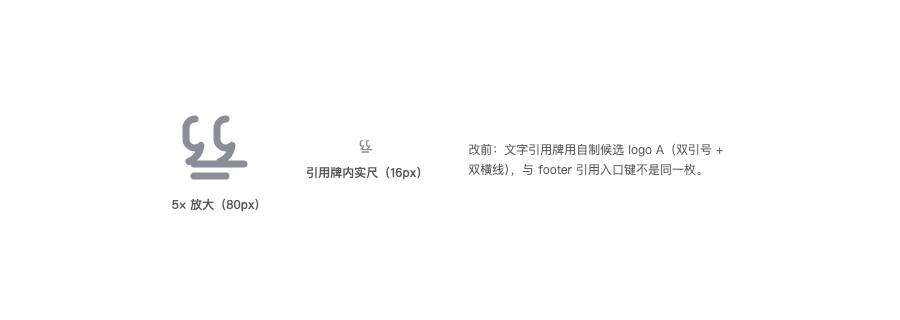 改前：文字引用牌用自制候选 logo A（双引号 +
双横线），与 footer 引用入口键不是同一枚。
引用牌内实尺（16px）
5× 放大（80px）